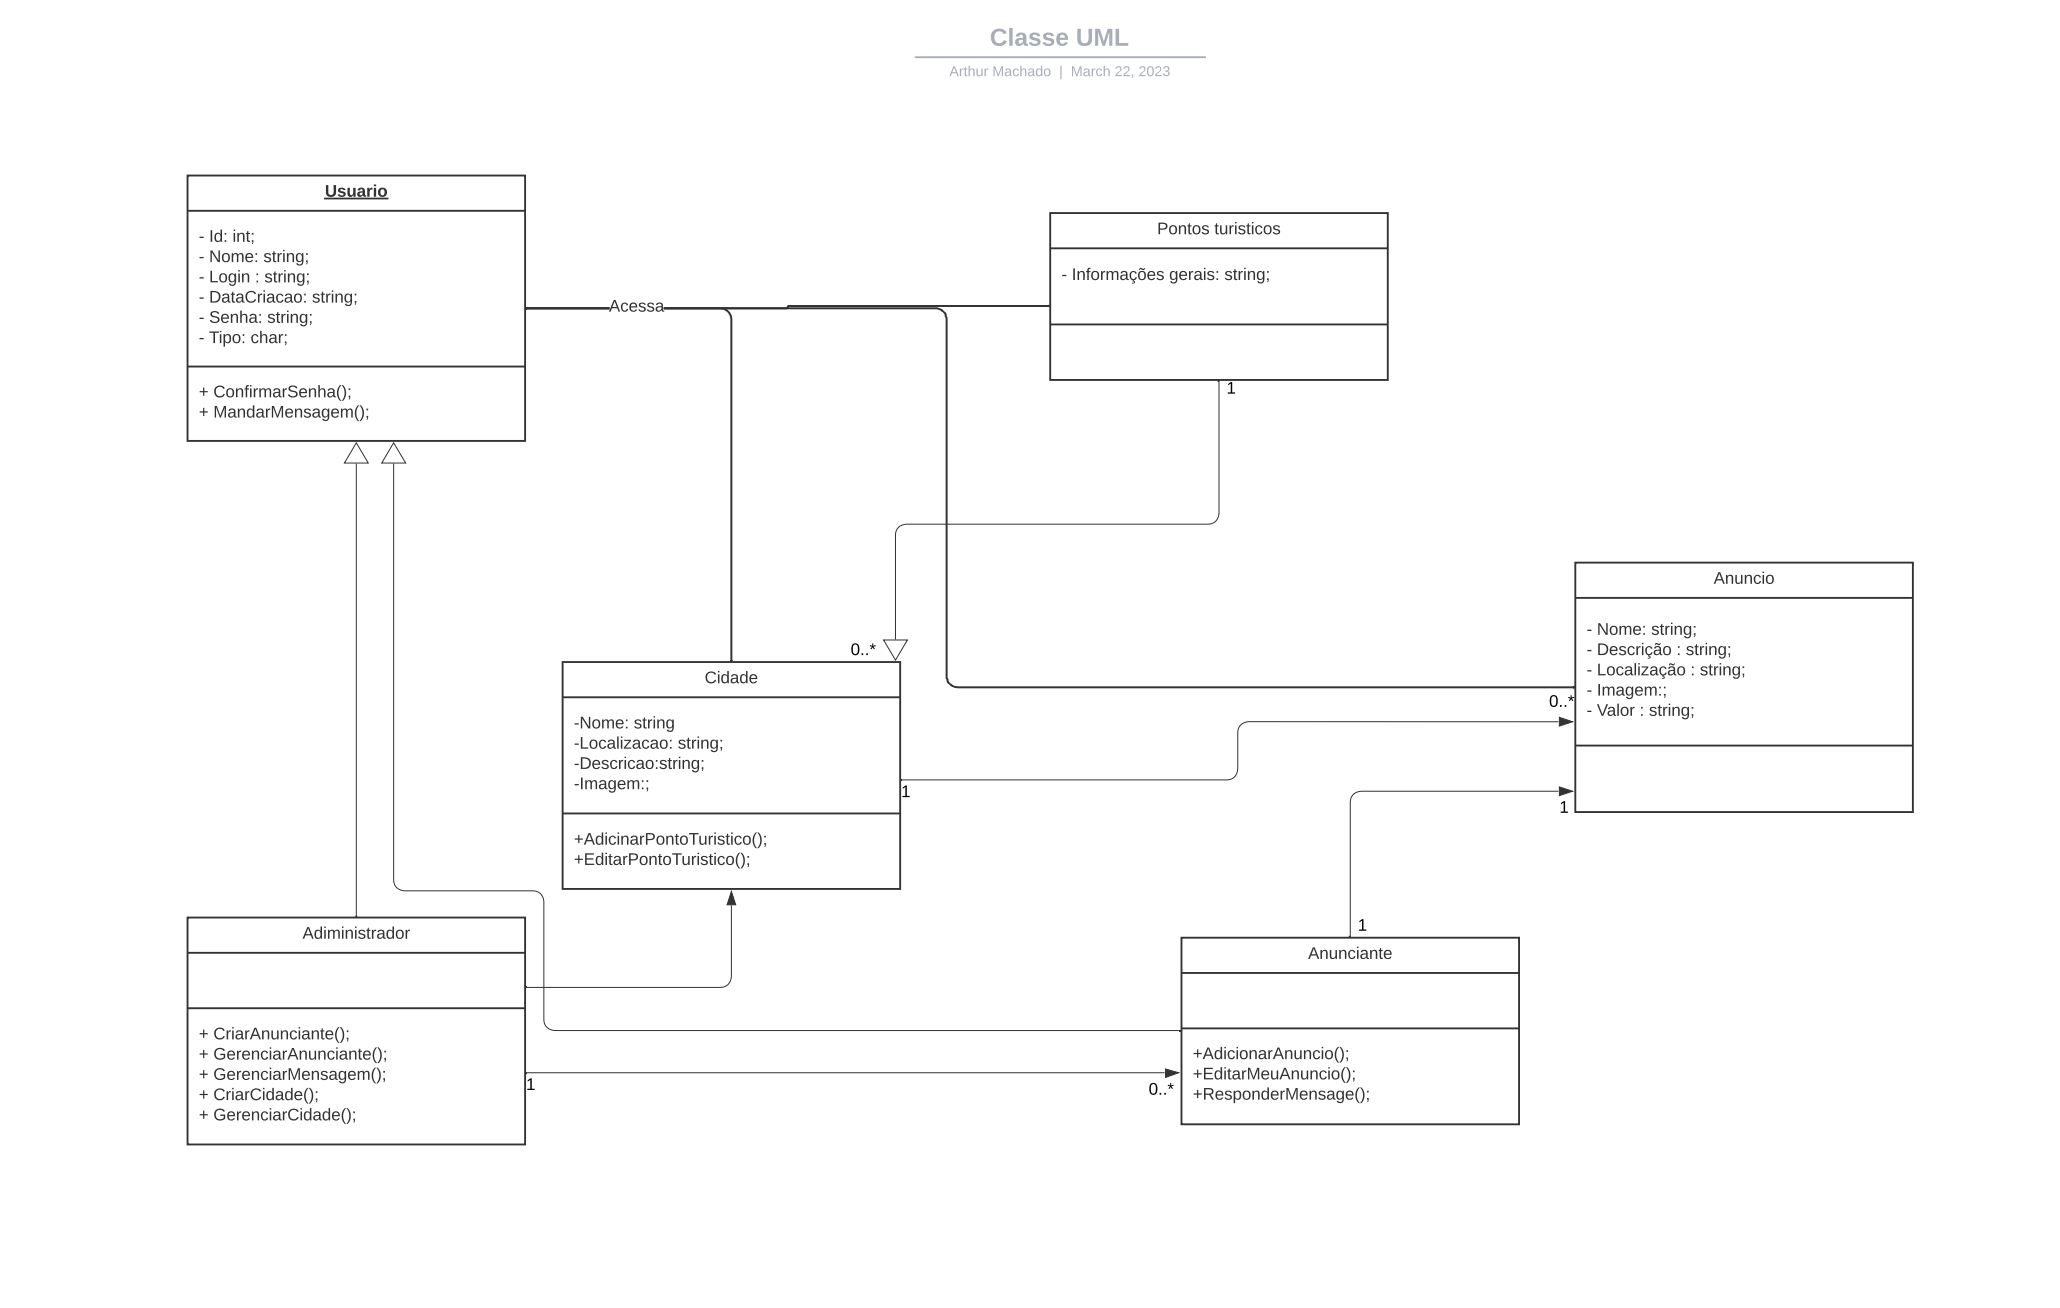 Classe UML
Arthur Machado | March 22, 2023
Usuario
- Id: int;
- Nome: string;
- Login : string;
- DataCriacao: string;
- Senha: string;
- Tipo: char;
+ ConfirmarSenha();
+ MandarMensagem();
Acessa
Pontos turisticos
- Informações gerais: string;
1
0..*
Cidade
-Nome: string
-Localizacao: string;
-Descricao:string;
-Imagem:;
+AdicinarPontoTuristico();
+EditarPontoTuristico();
1
Anuncio
- Nome: string;
- Descrição : string;
- Localização : string;
- Imagem:;
- Valor : string;
0..*
1
Adiministrador
+ CriarAnunciante();
+ GerenciarAnunciante();
+ GerenciarMensagem();
+ CriarCidade();
+ GerenciarCidade();
1
0..*
1
Anunciante
+AdicionarAnuncio();
+EditarMeuAnuncio();
+ResponderMensage();